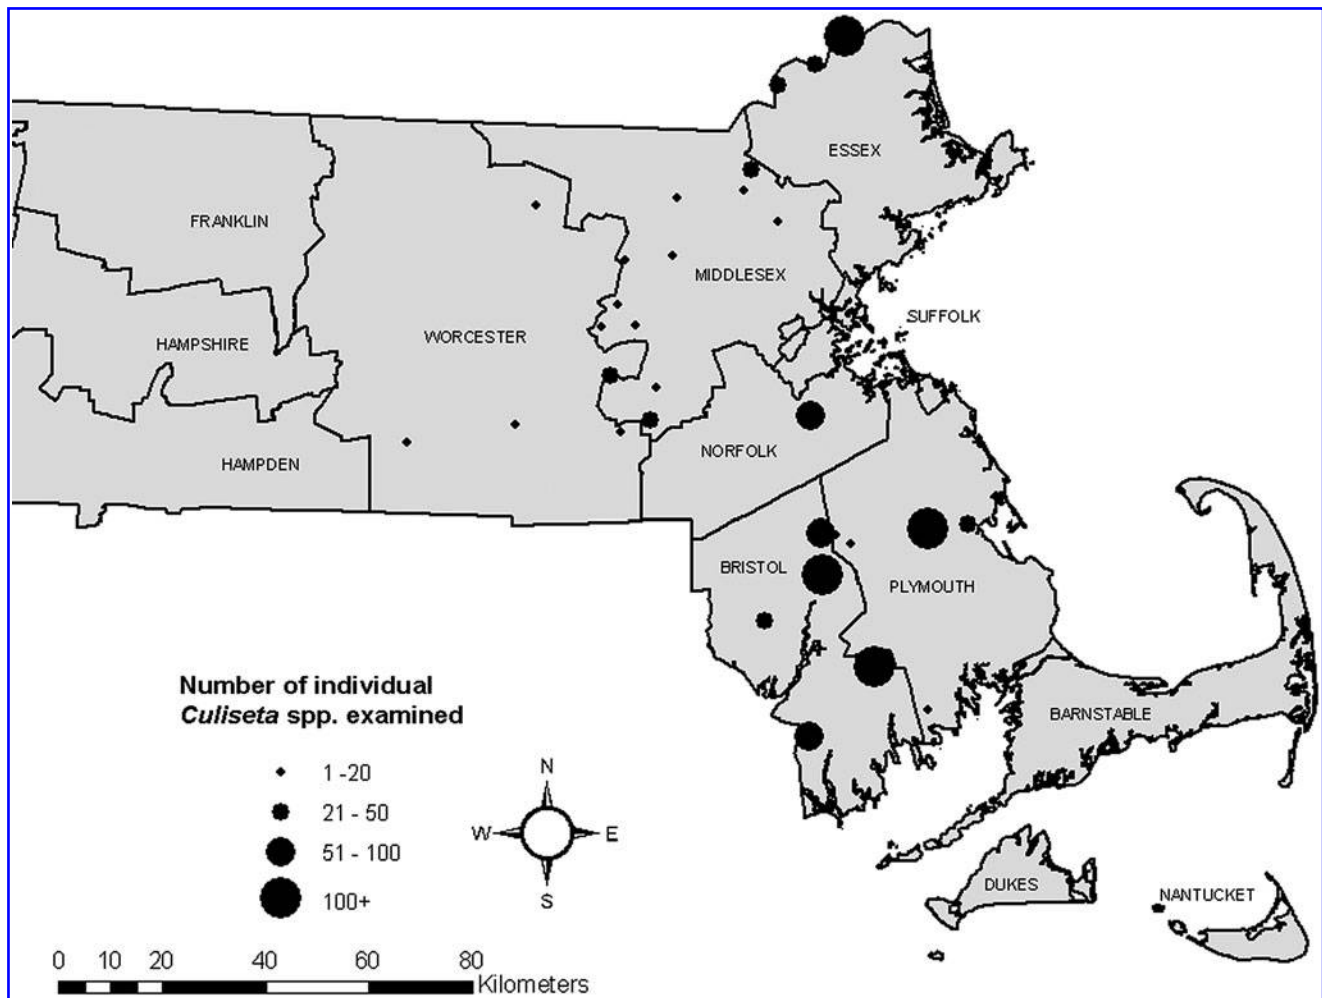 ESSEX
FRANKLIN
MIDDLESEX
SUFFOLK
HAMPSHIRE
WORCESTER
NORFOLK
HAMPDEN
BRISTOL
PLYMOUTH
BARNSTABLE
DUKES
NANTUCKET
Number of individual
Culiseta spp. examined
1 -20
21 - 50
51 - 100
100+
N
W E
S
0 10 20 40 60 80
Kilometers